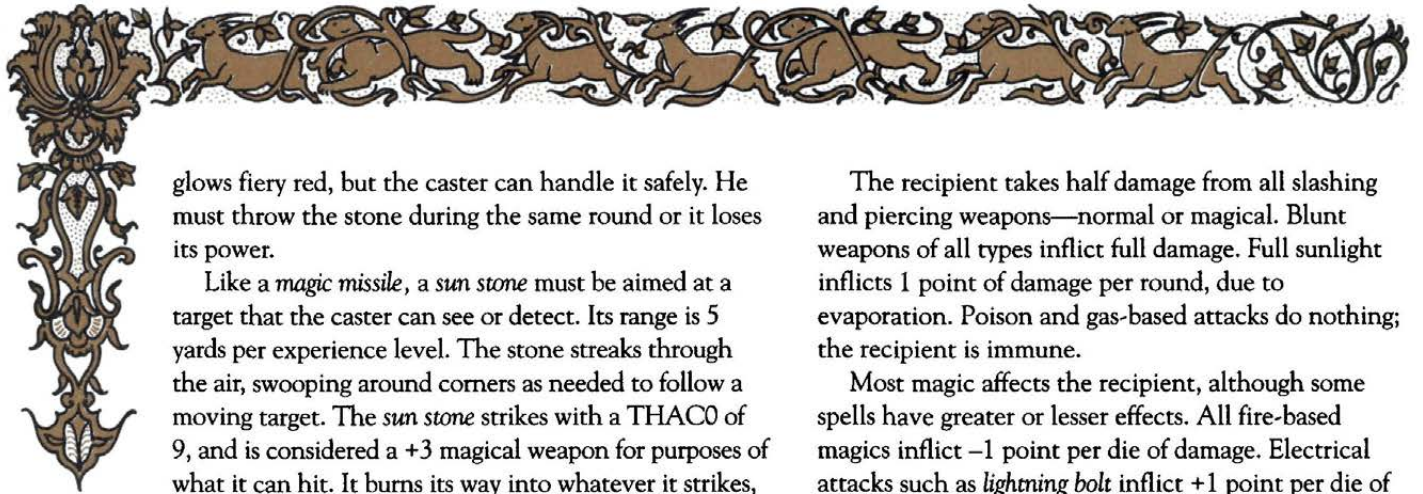 glows fiery red, but the caster can handle it safely. He
must throw the stone during the same round or it loses
its power.
Like a magic missile, a sun stone must be aimed at a
target that the caster can see or detect. Its range is 5
yards per experience level. The stone streaks through
the air, swooping around corners as needed to follow a
moving target. The sun stone strikes with a THAC0 of
9, and is considered a +3 magical weapon for purposes of
what it can hit. It burns its way into whatever it strikes,
The recipient takes half damage from all slashing
and piercing weapons—normal or magical. Blunt
weapons of all types inflict full damage. Full sunlight
inflicts 1 point of damage per round, due to
evaporation. Poison and gas-based attacks do nothing;
the recipient is immune.
Most magic affects the recipient, although some
spells have greater or lesser effects. All fire-based
magics inflict –1 point per die of damage. Electrical
attacks such as lightning bolt inflict +1 point per die of